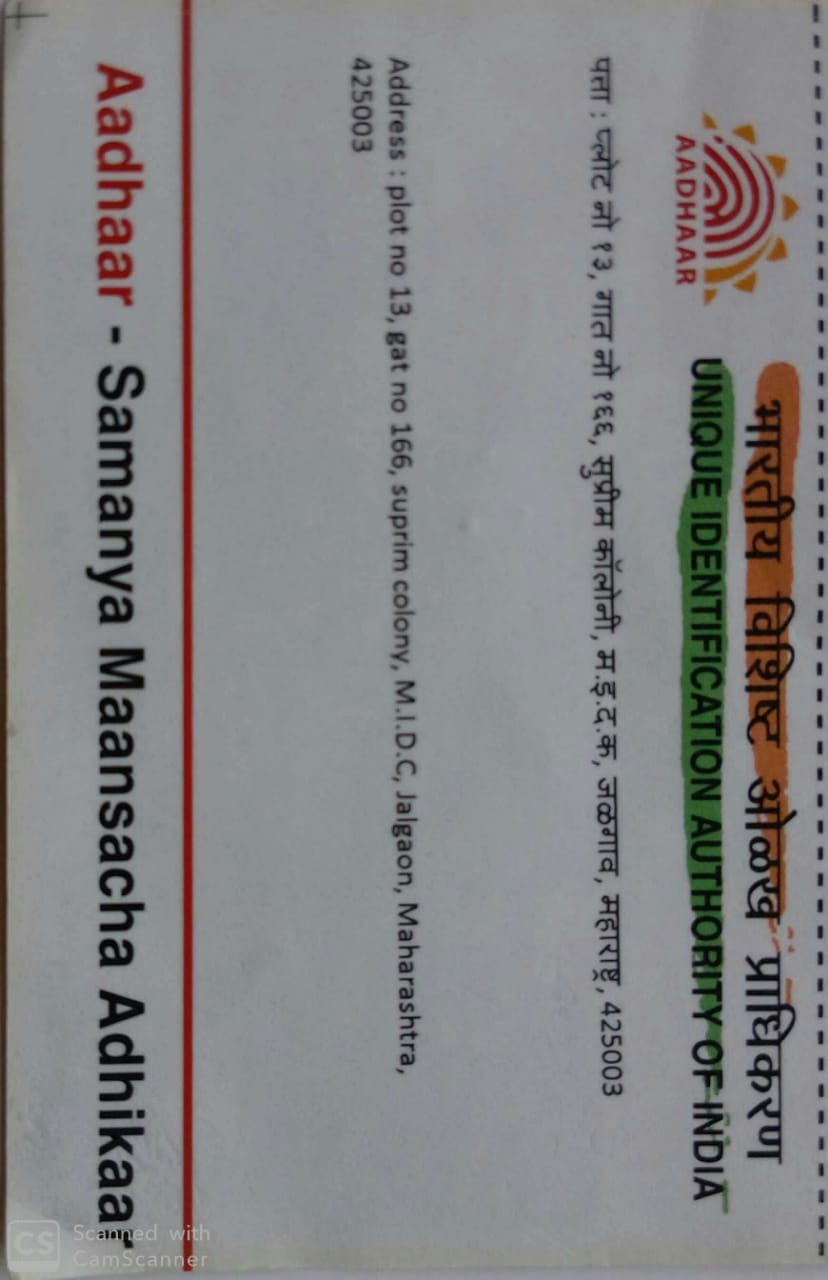 भारतीय विशिष्ट ओळख प्राधिकरण
UNIQUE IDENTIFICATION AUTHORITY OF INDIA
AADHAAR
पता : प्लोट नो १३, गात नो १६६, सुप्रीम कॉलोनी, म.इ.द.क, जळगाव, महाराष्ट्र, 425003
Address : plot no 13, gat no 166, suprim colony, M.I.D.C, Jalgaon, Maharashtra,
425003
Aadhaar - Samanya Maansacha Adhikaar
CS
Scanned with
CamScanner